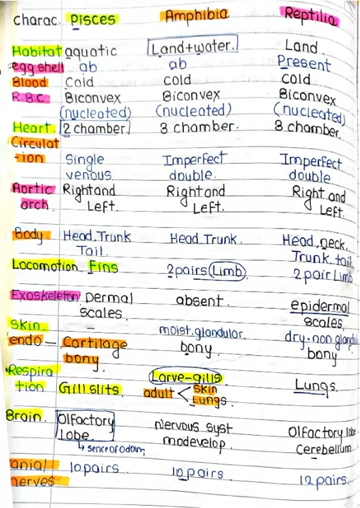 charac. Pisces Amphibia Reptilia
Habitat aquatic Land+water. Land.
egg shell ab ab Present
Blood Cold cold cold
R.B.C Biconvex Biconvex Biconvex
(nucleated) (nucleated) (nucleated)
Heart. 2 chamber. 3 chamber. 3 chamber.
Circulat
-ion Single Imperfect Imperfect
venous. double. double
Aortic Right and Right and Right and
arch. Left. Left. Left.
Body Head.Trunk Head.Trunk. Head.neck.
Tail. Trunk tail.
Locomotion Fins 2pairs Limb 2 pair Limb
Exoskeleton Dermal absent. epidermal
scales. scales.
Skin. – moist.glandular. dry.non glandu
endo – Cartilage bony. bony
bony.
Respira Larve-gills
tion Gill slits. adult < Skin Lungs.
Lungs.
Brain. Olfactory Nervous syst Olfactory lobe
Lobe. modevelop. Cerebellum.
↳ sence of odour
anial 10 pairs. 10 pairs. 12 pairs.
nerves